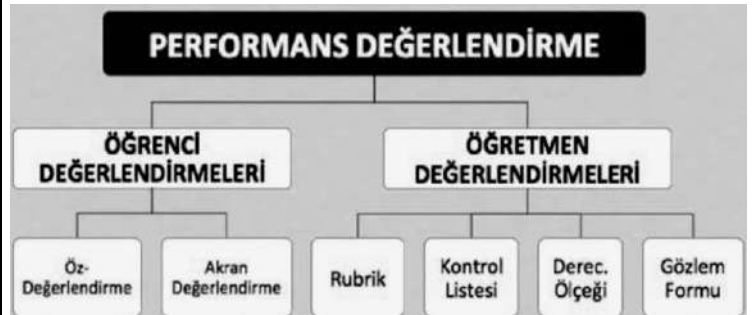 PERFORMANS DEĞERLENDİRME
ÖĞRENCİ
DEĞERLENDİRMELERİ
ÖĞRETMEN
DEĞERLENDİRMELERİ
Öz-
Değerlendirme
Akran
Değerlendirme
Rubrik
Kontrol
Listesi
Derec.
Ölçeği
Gözlem
Formu